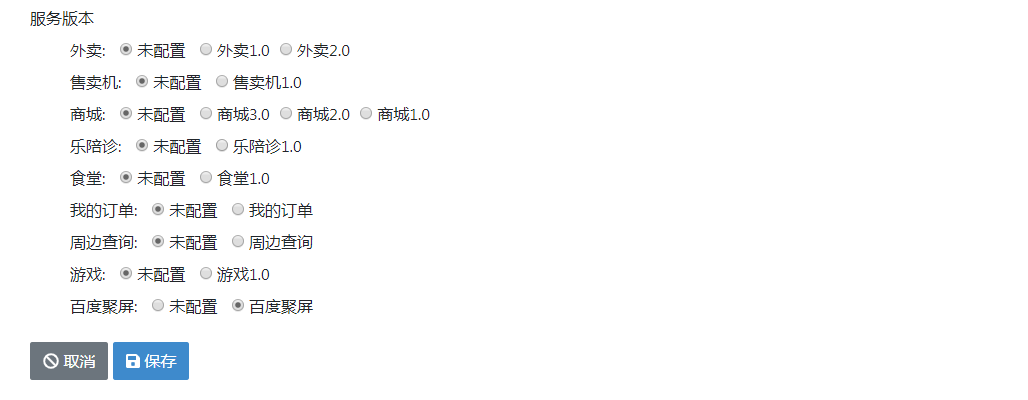 服务版本
外卖: 未配置 外卖1.0 外卖2.0
售卖机: 未配置 售卖机1.0
商城: 未配置 商城3.0 商城2.0 商城1.0
乐陪诊: 未配置 乐陪诊1.0
食堂: 未配置 食堂1.0
我的订单: 未配置 我的订单
周边查询: 未配置 周边查询
游戏: 未配置 游戏1.0
百度聚屏: 未配置 百度聚屏
取消 保存